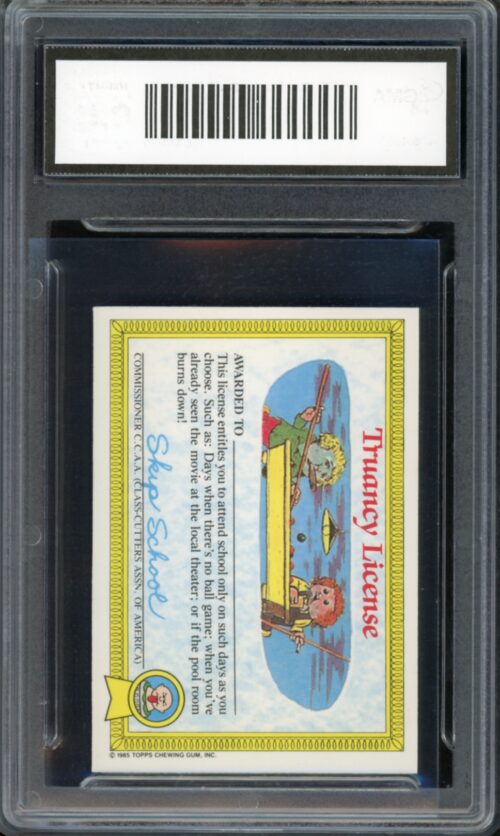 Truancy License
AWARDED TO
This license entitles you to attend school only on such days as you
choose. Such as: Days when there's no ball game; when you've
already seen the movie at the local theater; or if the pool room
burns down!
Skip School
COMMISSIONER C.C.A.A. (CLASS-CUTTERS ASSN. OF AMERICA)
© 1985 TOPPS CHEWING GUM, INC.